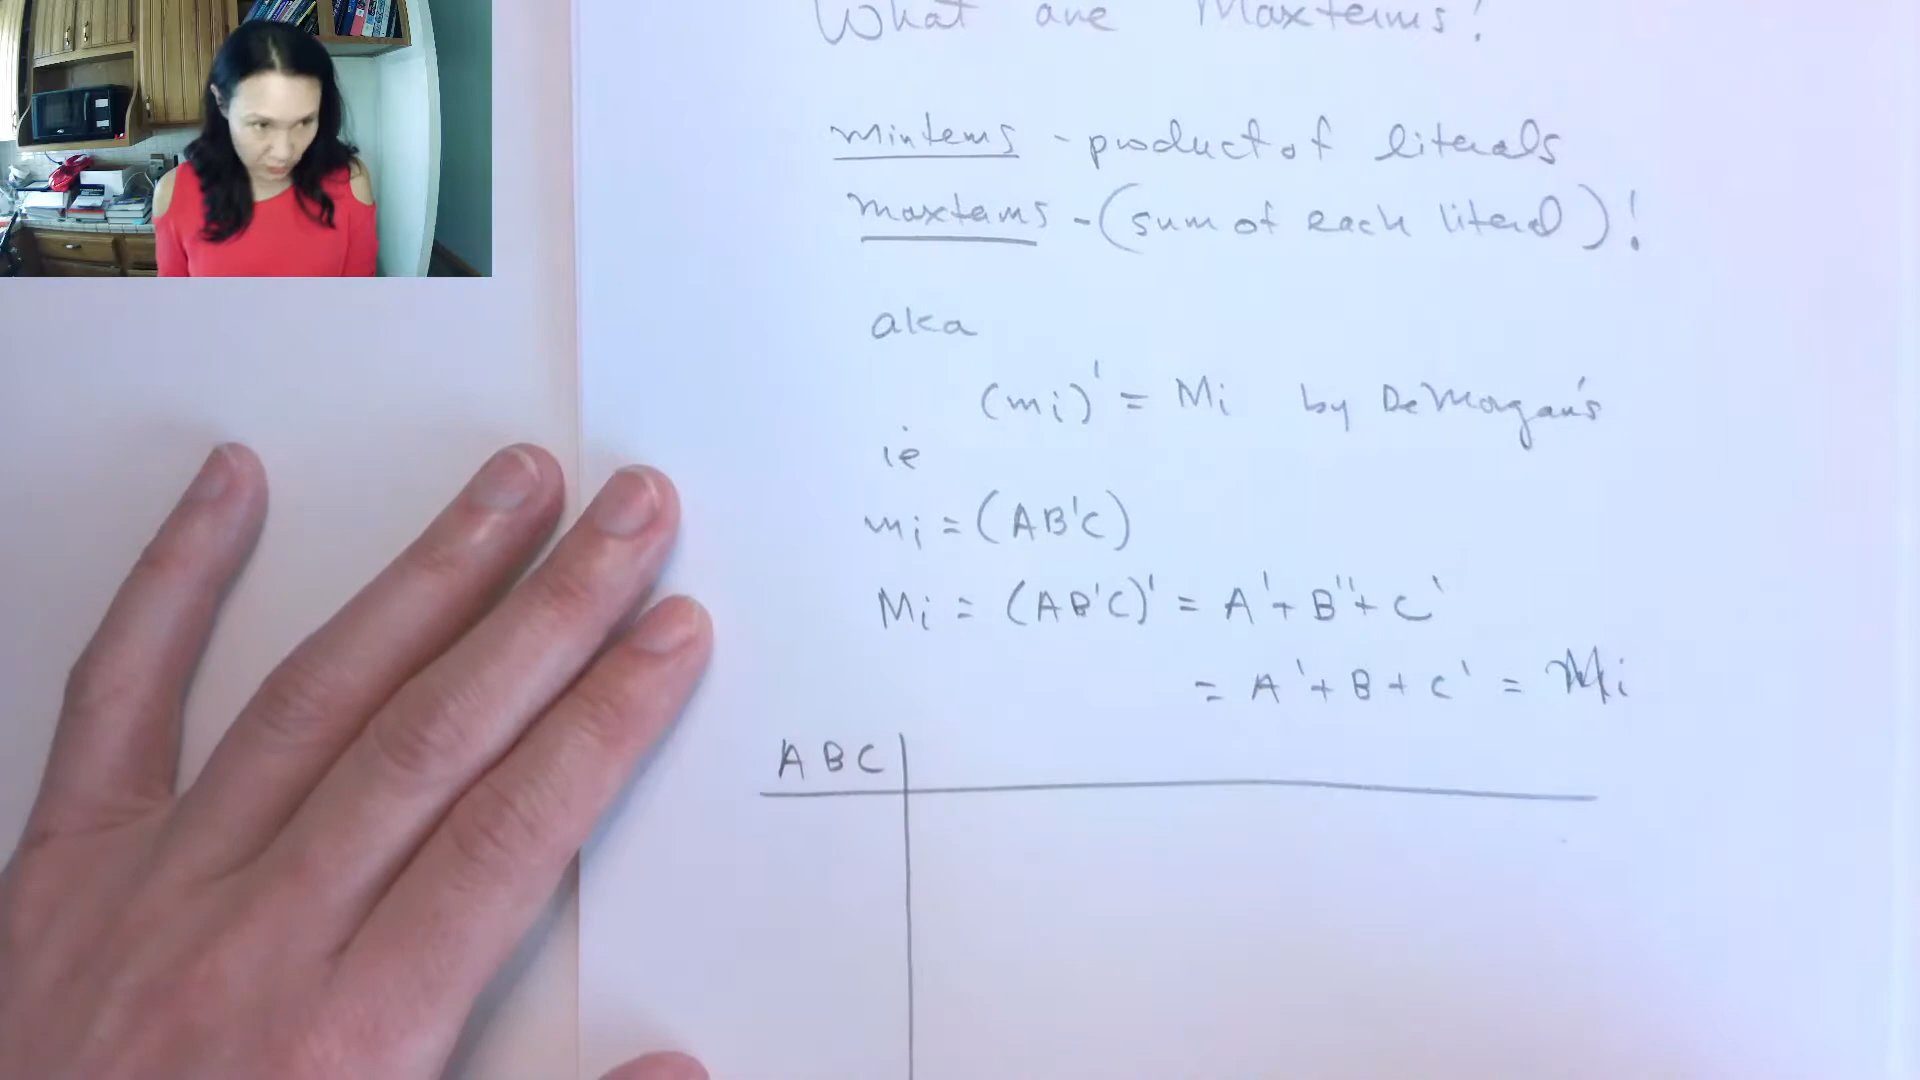 What are Maxterms?
minterms - product of literals
maxterms - (sum of each literal)!
aka
(mi)' = Mi by DeMorgan's
ie
mi = (AB'C)
Mi = (AB'C)' = A' + B'' + C'
= A' + B + C' = Mi
A B C